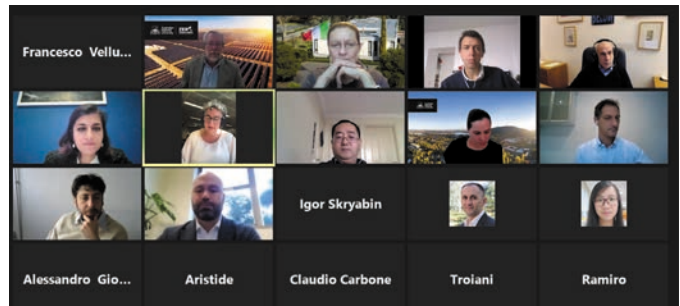 Francesco Vellu...
Igor Skryabin
Alessandro Gio...
Aristide
Claudio Carbone
Troiani
Ramiro